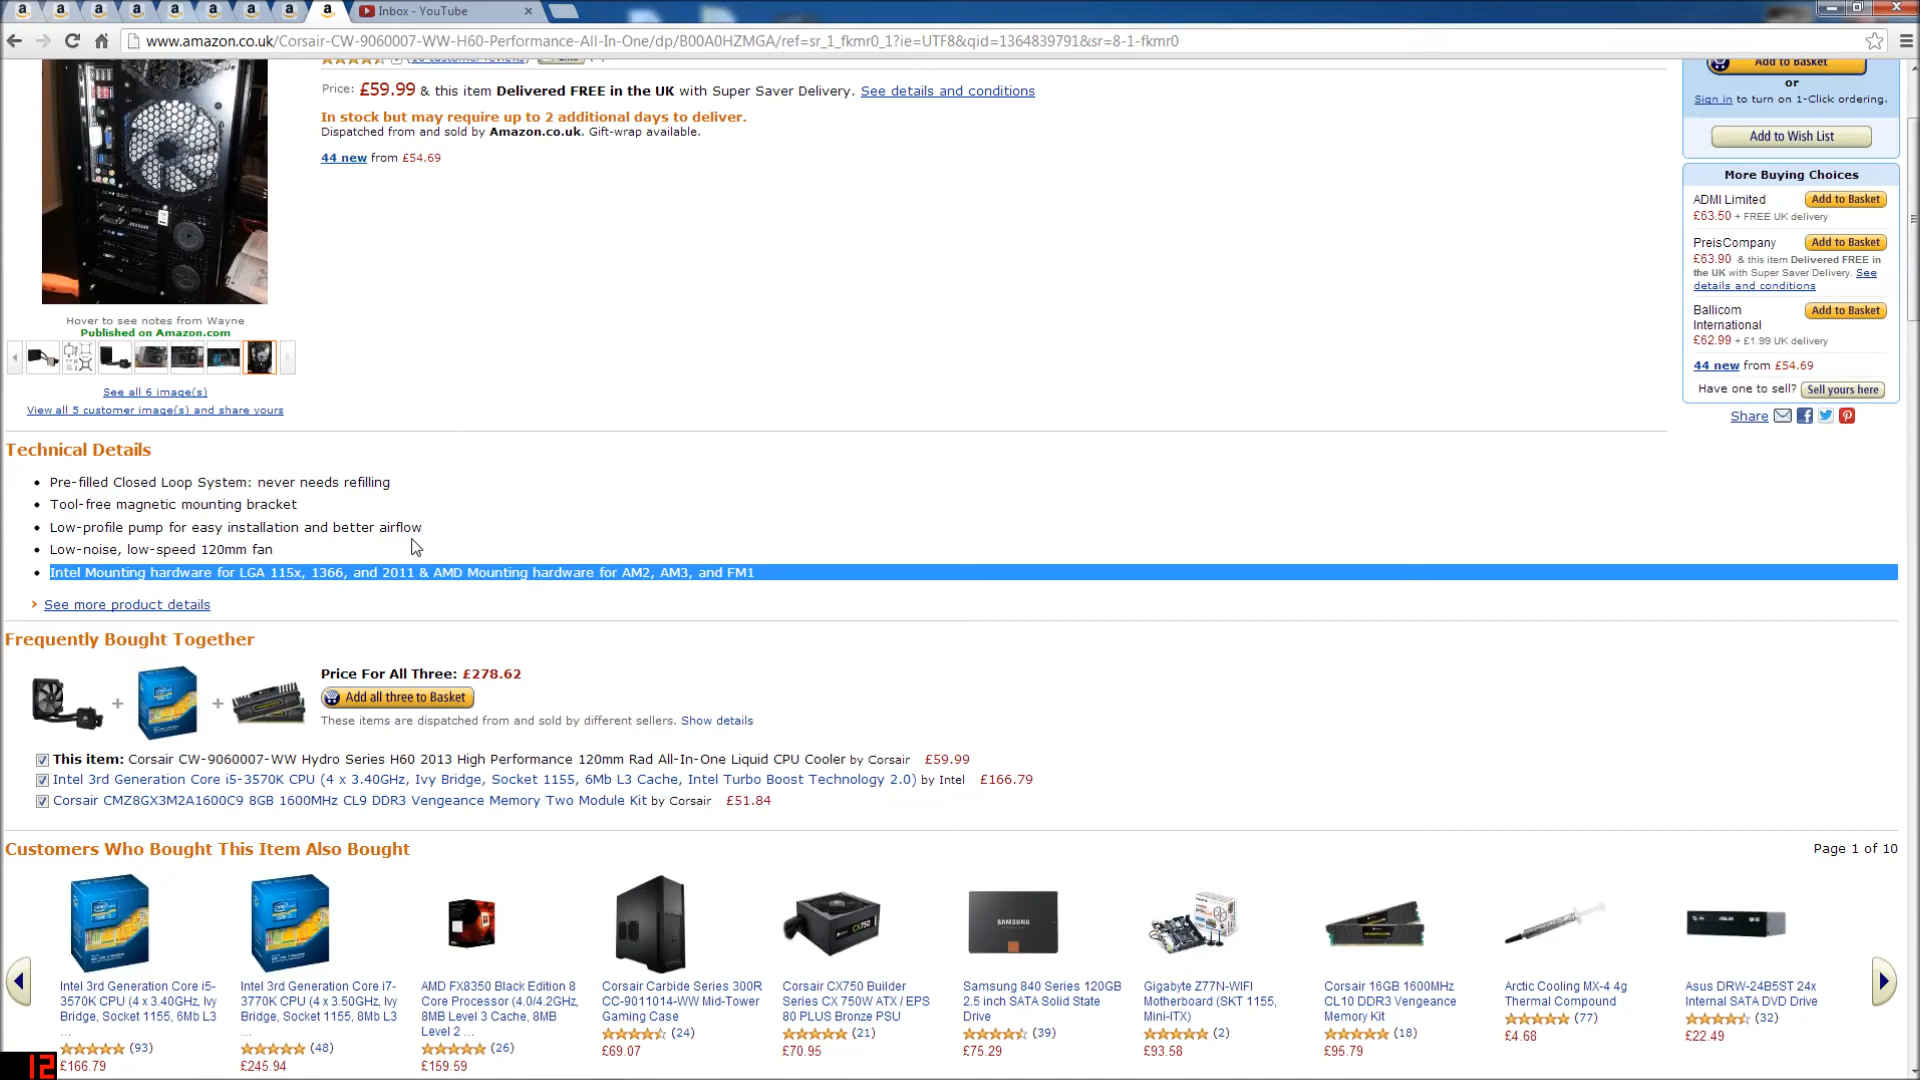 Inbox - YouTube
www.amazon.co.uk/Corsair-CW-9060007-WW-H60-Performance-All-In-One/dp/B00A0HZMGA/ref=sr_1_fkmr0_1?ie=UTF8&qid=1364839791&sr=8-1-fkmr0
Price: £59.99 & this item Delivered FREE in the UK with Super Saver Delivery. See details and conditions
In stock but may require up to 2 additional days to deliver.
Dispatched from and sold by Amazon.co.uk. Gift-wrap available.
44 new from £54.69
Hover to see notes from Wayne
Published on Amazon.com
See all 6 image(s)
View all 5 customer image(s) and share yours
Add to Basket
or
Sign in to turn on 1-Click ordering.
Add to Wish List
More Buying Choices
ADMI Limited Add to Basket
£63.50 + FREE UK delivery
PreisCompany Add to Basket
£63.90 & this item Delivered FREE in
the UK with Super Saver Delivery. See
details and conditions
Ballicom Add to Basket
International
£62.99 + £1.99 UK delivery
44 new from £54.69
Have one to sell? Sell yours here
Share
Technical Details
Pre-filled Closed Loop System: never needs refilling
Tool-free magnetic mounting bracket
Low-profile pump for easy installation and better airflow
Low-noise, low-speed 120mm fan
Intel Mounting hardware for LGA 115x, 1366, and 2011 & AMD Mounting hardware for AM2, AM3, and FM1
See more product details
Frequently Bought Together
Price For All Three: £278.62
Add all three to Basket
These items are dispatched from and sold by different sellers. Show details
This item: Corsair CW-9060007-WW Hydro Series H60 2013 High Performance 120mm Rad All-In-One Liquid CPU Cooler by Corsair £59.99
Intel 3rd Generation Core i5-3570K CPU (4 x 3.40GHz, Ivy Bridge, Socket 1155, 6Mb L3 Cache, Intel Turbo Boost Technology 2.0) by Intel £166.79
Corsair CMZ8GX3M2A1600C9 8GB 1600MHz CL9 DDR3 Vengeance Memory Two Module Kit by Corsair £51.84
Customers Who Bought This Item Also Bought
Page 1 of 10
Intel 3rd Generation Core i5-
3570K CPU (4 x 3.40GHz, Ivy
Bridge, Socket 1155, 6Mb L3
...
(93)
£166.79
Intel 3rd Generation Core i7-
3770K CPU (4 x 3.50GHz, Ivy
Bridge, Socket 1155, 8Mb L3
...
(48)
£245.94
AMD FX8350 Black Edition 8
Core Processor (4.0/4.2GHz,
8MB Level 3 Cache, 8MB
Level 2 ...
(26)
£159.59
Corsair Carbide Series 300R
CC-9011014-WW Mid-Tower
Gaming Case
(24)
£69.07
CX750
Corsair CX750 Builder
Series CX 750W ATX / EPS
80 PLUS Bronze PSU
(21)
£70.95
SAMSUNG
Samsung 840 Series 120GB
2.5 inch SATA Solid State
Drive
(39)
£75.29
Gigabyte Z77N-WIFI
Motherboard (SKT 1155,
Mini-ITX)
(2)
£93.58
Corsair 16GB 1600MHz
CL10 DDR3 Vengeance
Memory Kit
(18)
£95.79
Arctic Cooling MX-4 4g
Thermal Compound
(77)
£4.68
Asus DRW-24B5ST 24x
Internal SATA DVD Drive
(32)
£22.49
12